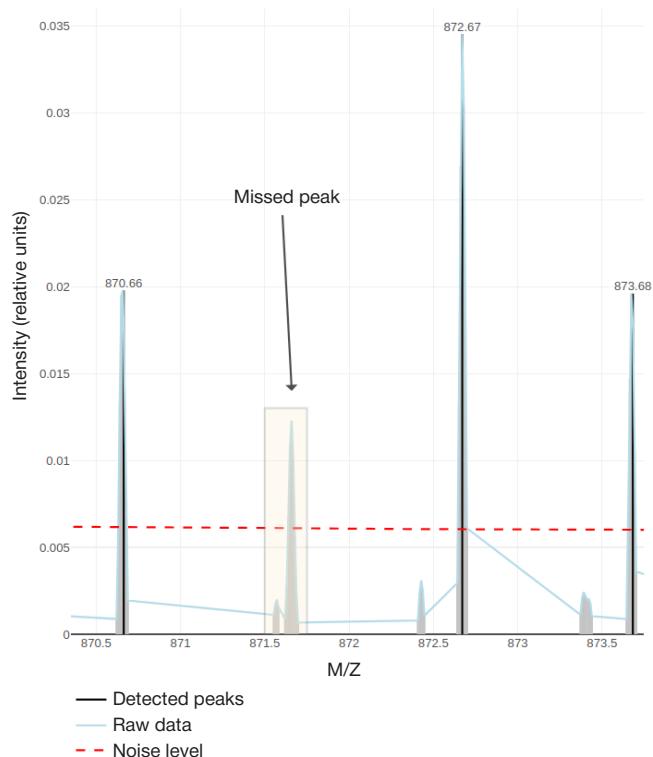 0.035
872.67
0.03
0.025
Missed peak
Intensity (relative units)
0.02
870.66
873.68
0.015
0.01
0.005
0
870.5 871 871.5 872 872.5 873 873.5
M/Z
Detected peaks
Raw data
Noise level